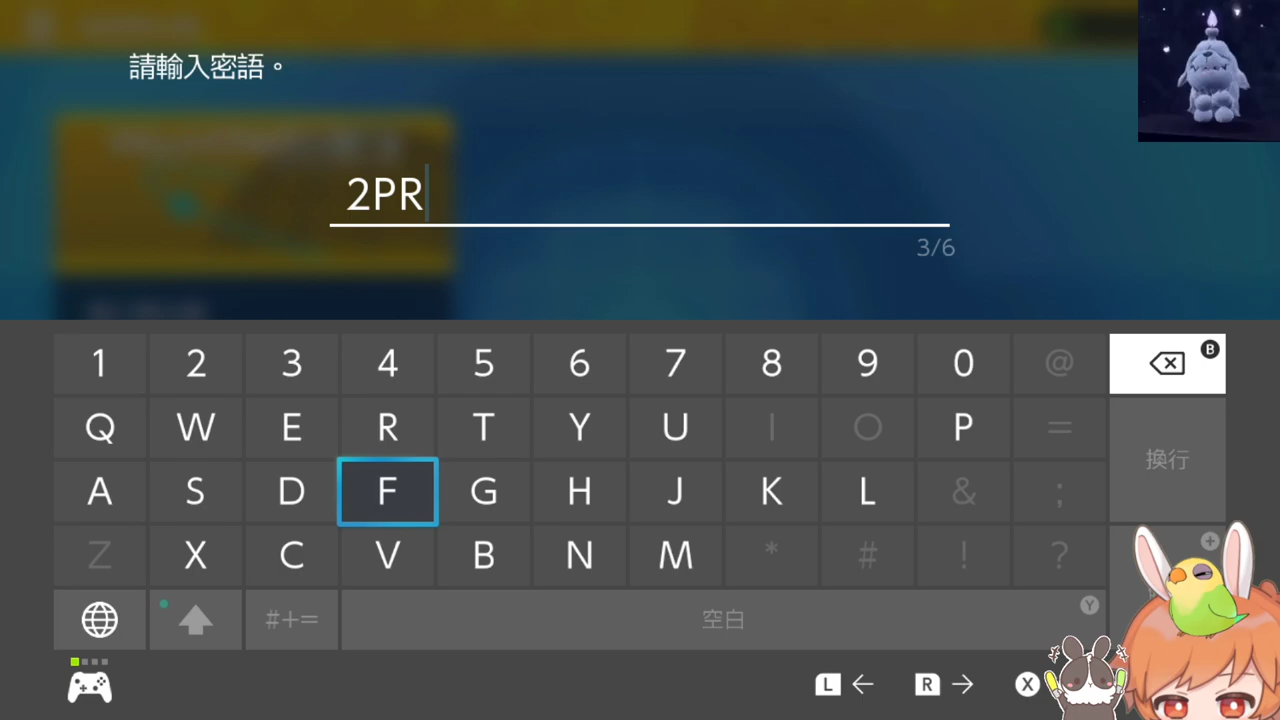 請輸入密語。
2PR
3/6
1 2 3 4 5 6 7 8 9 0 @
B
Q W E R T Y U I O P =
換行
A S D F G H J K L & ;
Z X C V B N M * # ! ?
+
#+= 空白 Y
L ← R → X